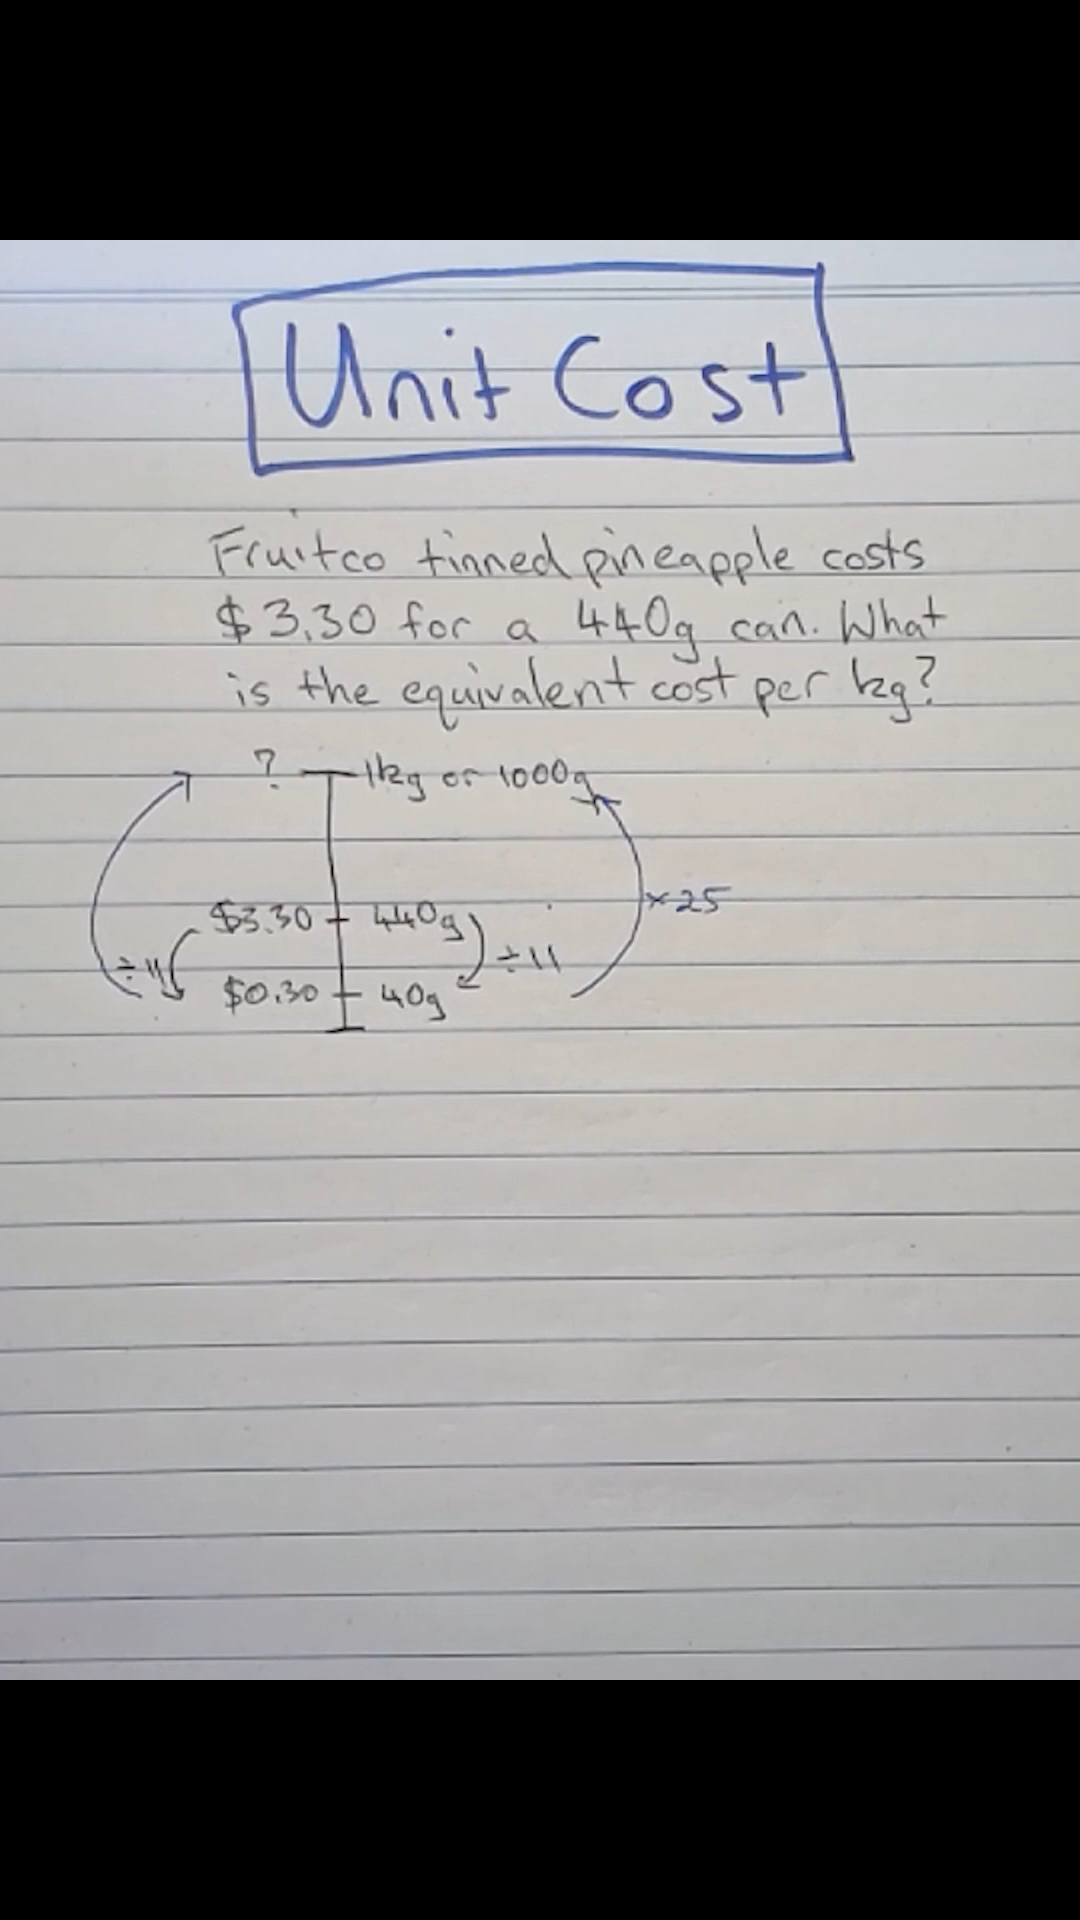 Unit Cost
Fruitco tinned pineapple costs
$3.30 for a 440g can. What
is the equivalent cost per kg?
? 1kg or 1000g
×25
$3.30 440g
÷11 ÷11
$0.30 40g